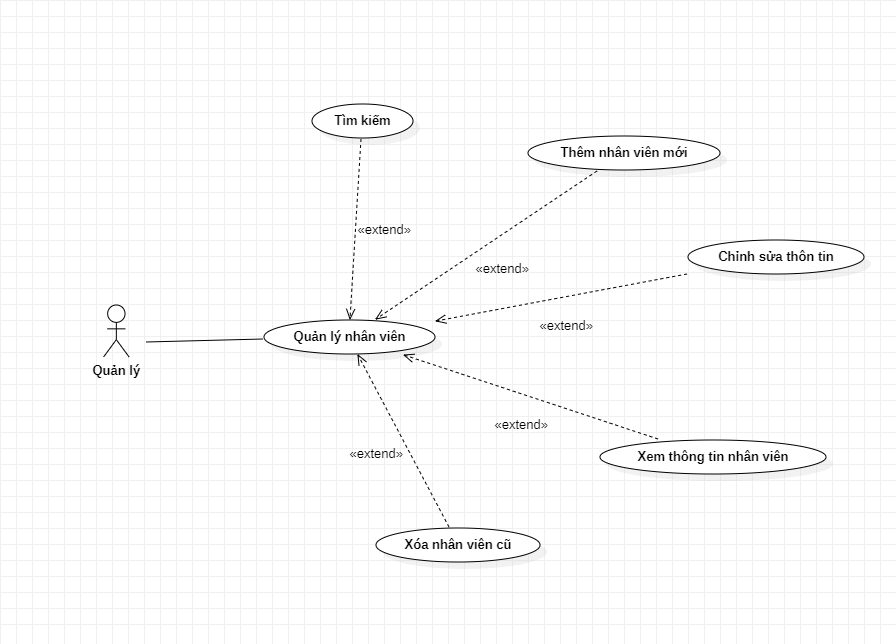 Tìm kiếm
Thêm nhân viên mới
«extend»
Chỉnh sửa thôn tin
«extend»
«extend»
Quản lý nhân viên
Quản lý
«extend»
Xem thông tin nhân viên
«extend»
Xóa nhân viên cũ